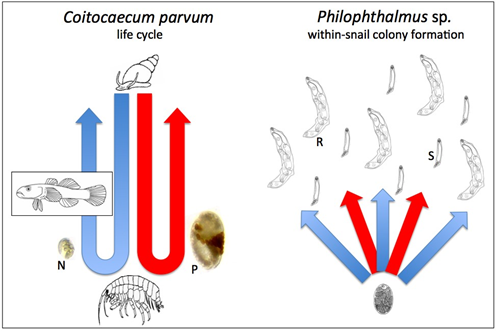 Coitocaecum parvum
life cycle
N
P
Philophthalmus sp.
within-snail colony formation
R
S